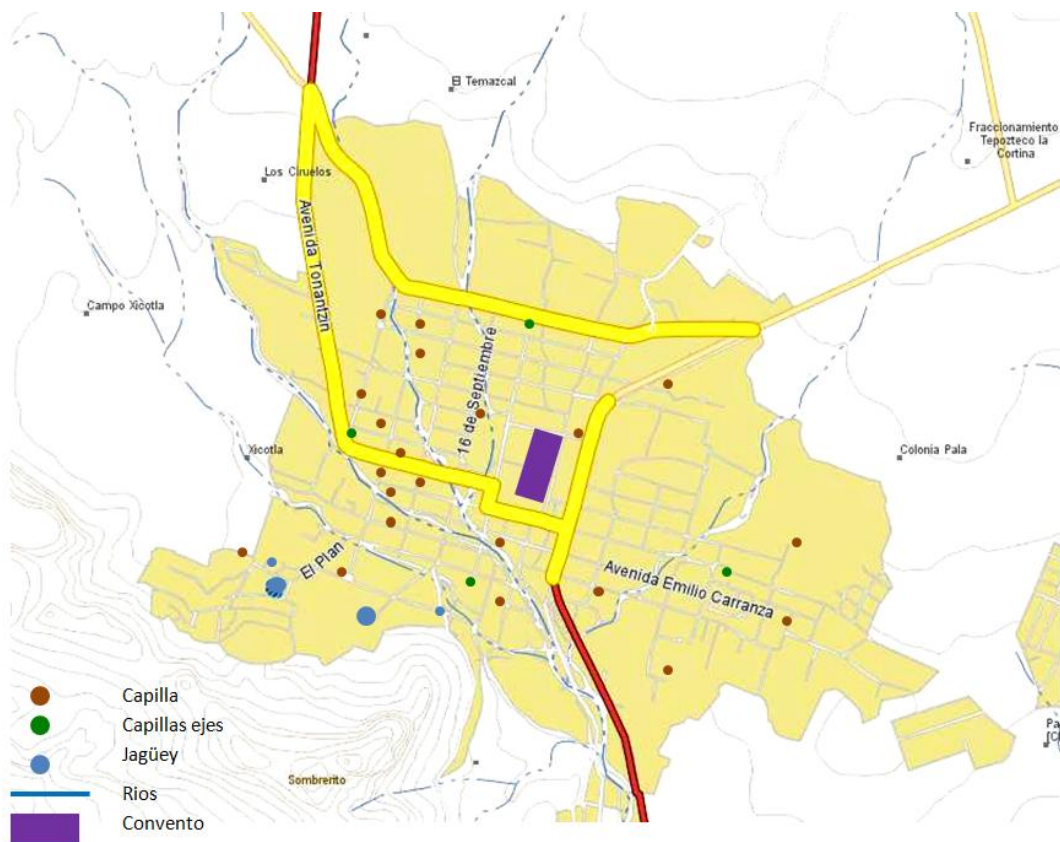 El Temazcal
Fraccionamiento
Tepozteco la
Cortina
Los Ciruelos
Avenida Tonantzin
Campo Xicotla
16 de Septiembre
Xicotla
Colonia Pala
El Plan
Avenida Emilio Carranza
Capilla
Capillas ejes
Jagüey
Sombrerito
Rios
Convento